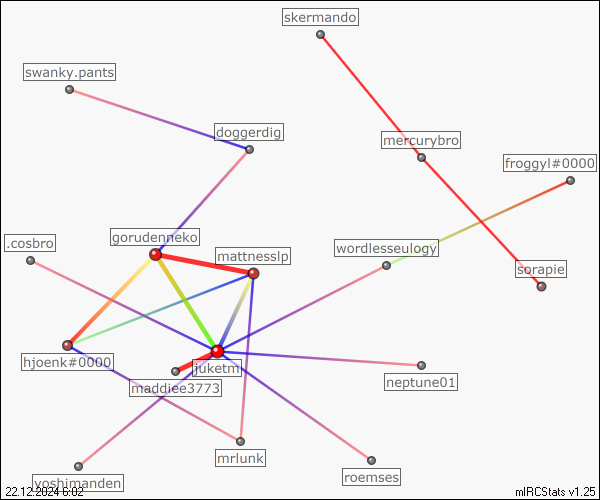 skermando
swanky.pants
doggerdig
mercurybro
froggyl#0000
gorudenneko
.cosbro
mattnesslp
wordlesseulogy
sorapie
hjoenk#0000
juketm
maddiee3773
neptune01
mrlunk
roemses
yoshimanden
22.12.2024 6:02
mIRCStats v1.25